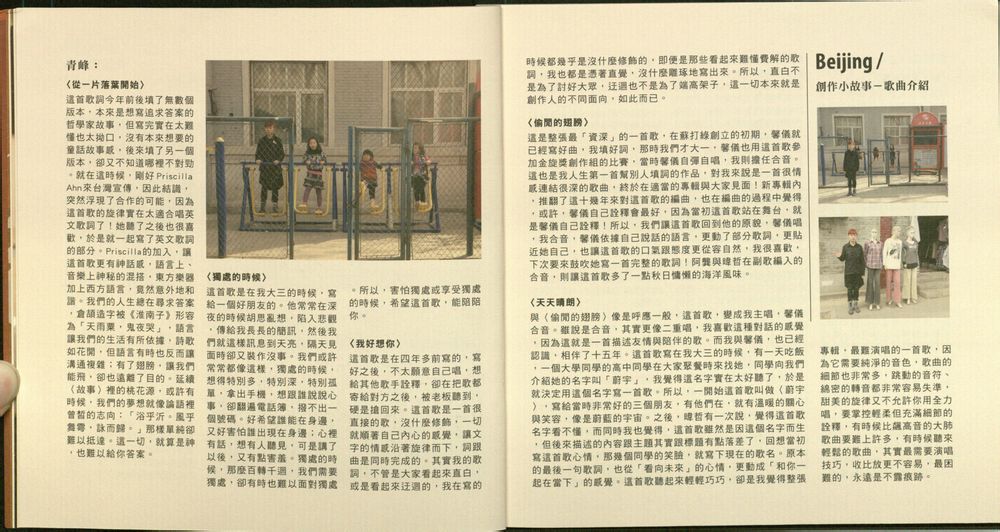 青峰：
〈從一片落葉開始〉
這首歌詞今年前後填了無數個
版本，本來是想寫追求答案的
哲學家故事，但寫完實在太難
懂也太拗口，沒有本來想要的
童話故事感，後來填了另一個
版本，卻又不知道哪裡不對勁
。就在這時候，剛好 Priscilla
Ahn來台灣宣傳，因此結識，
突然浮現了合作的可能，因為
這首歌的旋律實在太適合唱英
文歌詞了！她聽了之後也很喜
歡，於是就一起寫了英文歌詞
的部分。Priscilla的加入，讓
這首歌更有神話感，語言上、
音樂上神秘的混搭，東方樂器
加上西方語言，竟然意外地和
諧。我們的人生總在尋求答案
，倉頡造字被《淮南子》形容
為「天雨粟，鬼夜哭」，語言
讓我們的生活有所依據，詩歌
如花開，但語言有時也反而讓
溝通複雜；有了翅膀，讓我們
能飛，卻也遠離了目的，延續
〈故事〉裡的桃花源，或許有
時候，我們的夢想就像論語裡
曾皙的志向：「浴乎沂。風乎
舞雩，詠而歸。」那樣單純卻
難以抵達。這一切，就算是神
，也難以給你答案。
〈獨處的時候〉
這首歌是在我大三的時候，寫
給一個好朋友的。他常常在深
夜的時候胡思亂想，陷入悲觀
，傳給我長長的簡訊，然後我
們就這樣訊息到天亮，隔天見
面時卻又裝作沒事。我們或許
常常都像這樣，獨處的時候，
想得特別多，特別深，特別孤
單，拿出手機，想跟誰說說心
事，卻翻遍電話簿，撥不出一
個號碼。好希望誰能在身邊，
又好害怕誰出現在身邊；心裡
有話，想有人聽見，可是講了
以後，又有點害羞。獨處的時
候，那麼百轉千迴，我們需要
獨處，卻有時也難以面對獨處
。所以，害怕獨處或享受獨處
的時候，希望這首歌，能陪陪
你。
〈我好想你〉
這首歌是在四年多前寫的，寫
好之後，不太願意自己唱，想
給其他歌手詮釋，卻在把歌都
寄給對方之後，被老闆聽到，
硬是搶回來。這首歌是一首很
直接的歌，沒什麼修飾，一切
就順著自己內心的感覺，讓文
字的情感沿著旋律而下，詞跟
曲是同時完成的。其實我的歌
詞，不管是大家看起來直白，
或是看起來迂迴的，我在寫的
時候都幾乎是沒什麼修飾的，即便是那些看起來難懂費解的歌
詞，我也都是憑著直覺，沒什麼雕琢地寫出來。所以，直白不
是為了討好大眾，迂迴也不是為了端高架子，這一切本來就是
創作人的不同面向，如此而已。
〈偷閒的翅膀〉
這是整張最「資深」的一首歌，在蘇打綠創立的初期，馨儀就
已經寫好曲，我填好詞，那時我們才大一，馨儀也用這首歌參
加金旋獎創作組的比賽，當時馨儀自彈自唱，我則擔任合音。
這也是我人生第一首幫別人填詞的作品，對我來說是一首很情
感連結很深的歌曲，終於在適當的專輯與大家見面！新專輯內
，推翻了這十幾年來對這首歌的編曲，也在編曲的過程中覺得
，或許，馨儀自己詮釋會最好，因為當初這首歌站在舞台，就
是馨儀自己詮釋！所以，我們讓這首歌回到他的原貌，馨儀唱
，我合音，馨儀依據自己說話的語言，更動了部分歌詞，更貼
近她自己，也讓這首歌的口氣跟態度更從容自然，我很喜歡，
下次要來鼓吹她寫一首完整的歌詞！阿龔與暐哲在副歌編入的
合音，則讓這首歌多了一點秋日慵懶的海洋風味。
〈天天晴朗〉
與〈偷閒的翅膀〉像是呼應一般，這首歌，變成我主唱，馨儀
合音。雖說是合音，其實更像二重唱，我喜歡這種對話的感覺
，因為這就是一首描述友情與陪伴的歌。而我與馨儀，也已經
認識，相伴了十五年。這首歌寫在我大三的時候，有一天吃飯
，一個大學同學的高中同學在大家聚餐時來找她，同學向我們
介紹她的名字叫「蔚宇」，我覺得這名字實在太好聽了，於是
就決定用這個名字寫一首歌。所以，一開始這首歌叫做〈蔚宇
〉，寫給當時非常好的三個朋友，有他們在，就有溫暖的關心
與笑容，像是蔚藍的宇宙。之後，暐哲有一次說，覺得這首歌
名字看不懂，而同時我也覺得，這首歌雖然是因這個名字而生
，但後來描述的內容跟主題其實跟標題有點落差了，回想當初
寫這首歌心情，那幾個同學的笑臉，就寫下現在的歌名。原本
的最後一句歌詞，也從「看向未來」的心情，更動成「和你一
起在當下」的感覺。這首歌聽起來輕輕巧巧，卻是我覺得整張
Beijing /
創作小故事－歌曲介紹
專輯，最難演唱的一首歌，因
為它需要純淨的音色，歌曲的
細節也非常多，跳動的音符、
綿密的轉音都非常容易失準，
甜美的旋律又不允許你用全力
唱，要掌控輕柔但充滿細節的
詮釋，有時候比飆高音的大肺
歌曲要難上許多，有時候聽來
輕鬆的歌曲，其實最需要演唱
技巧，收比放更不容易，最困
難的，永遠是不露痕跡。